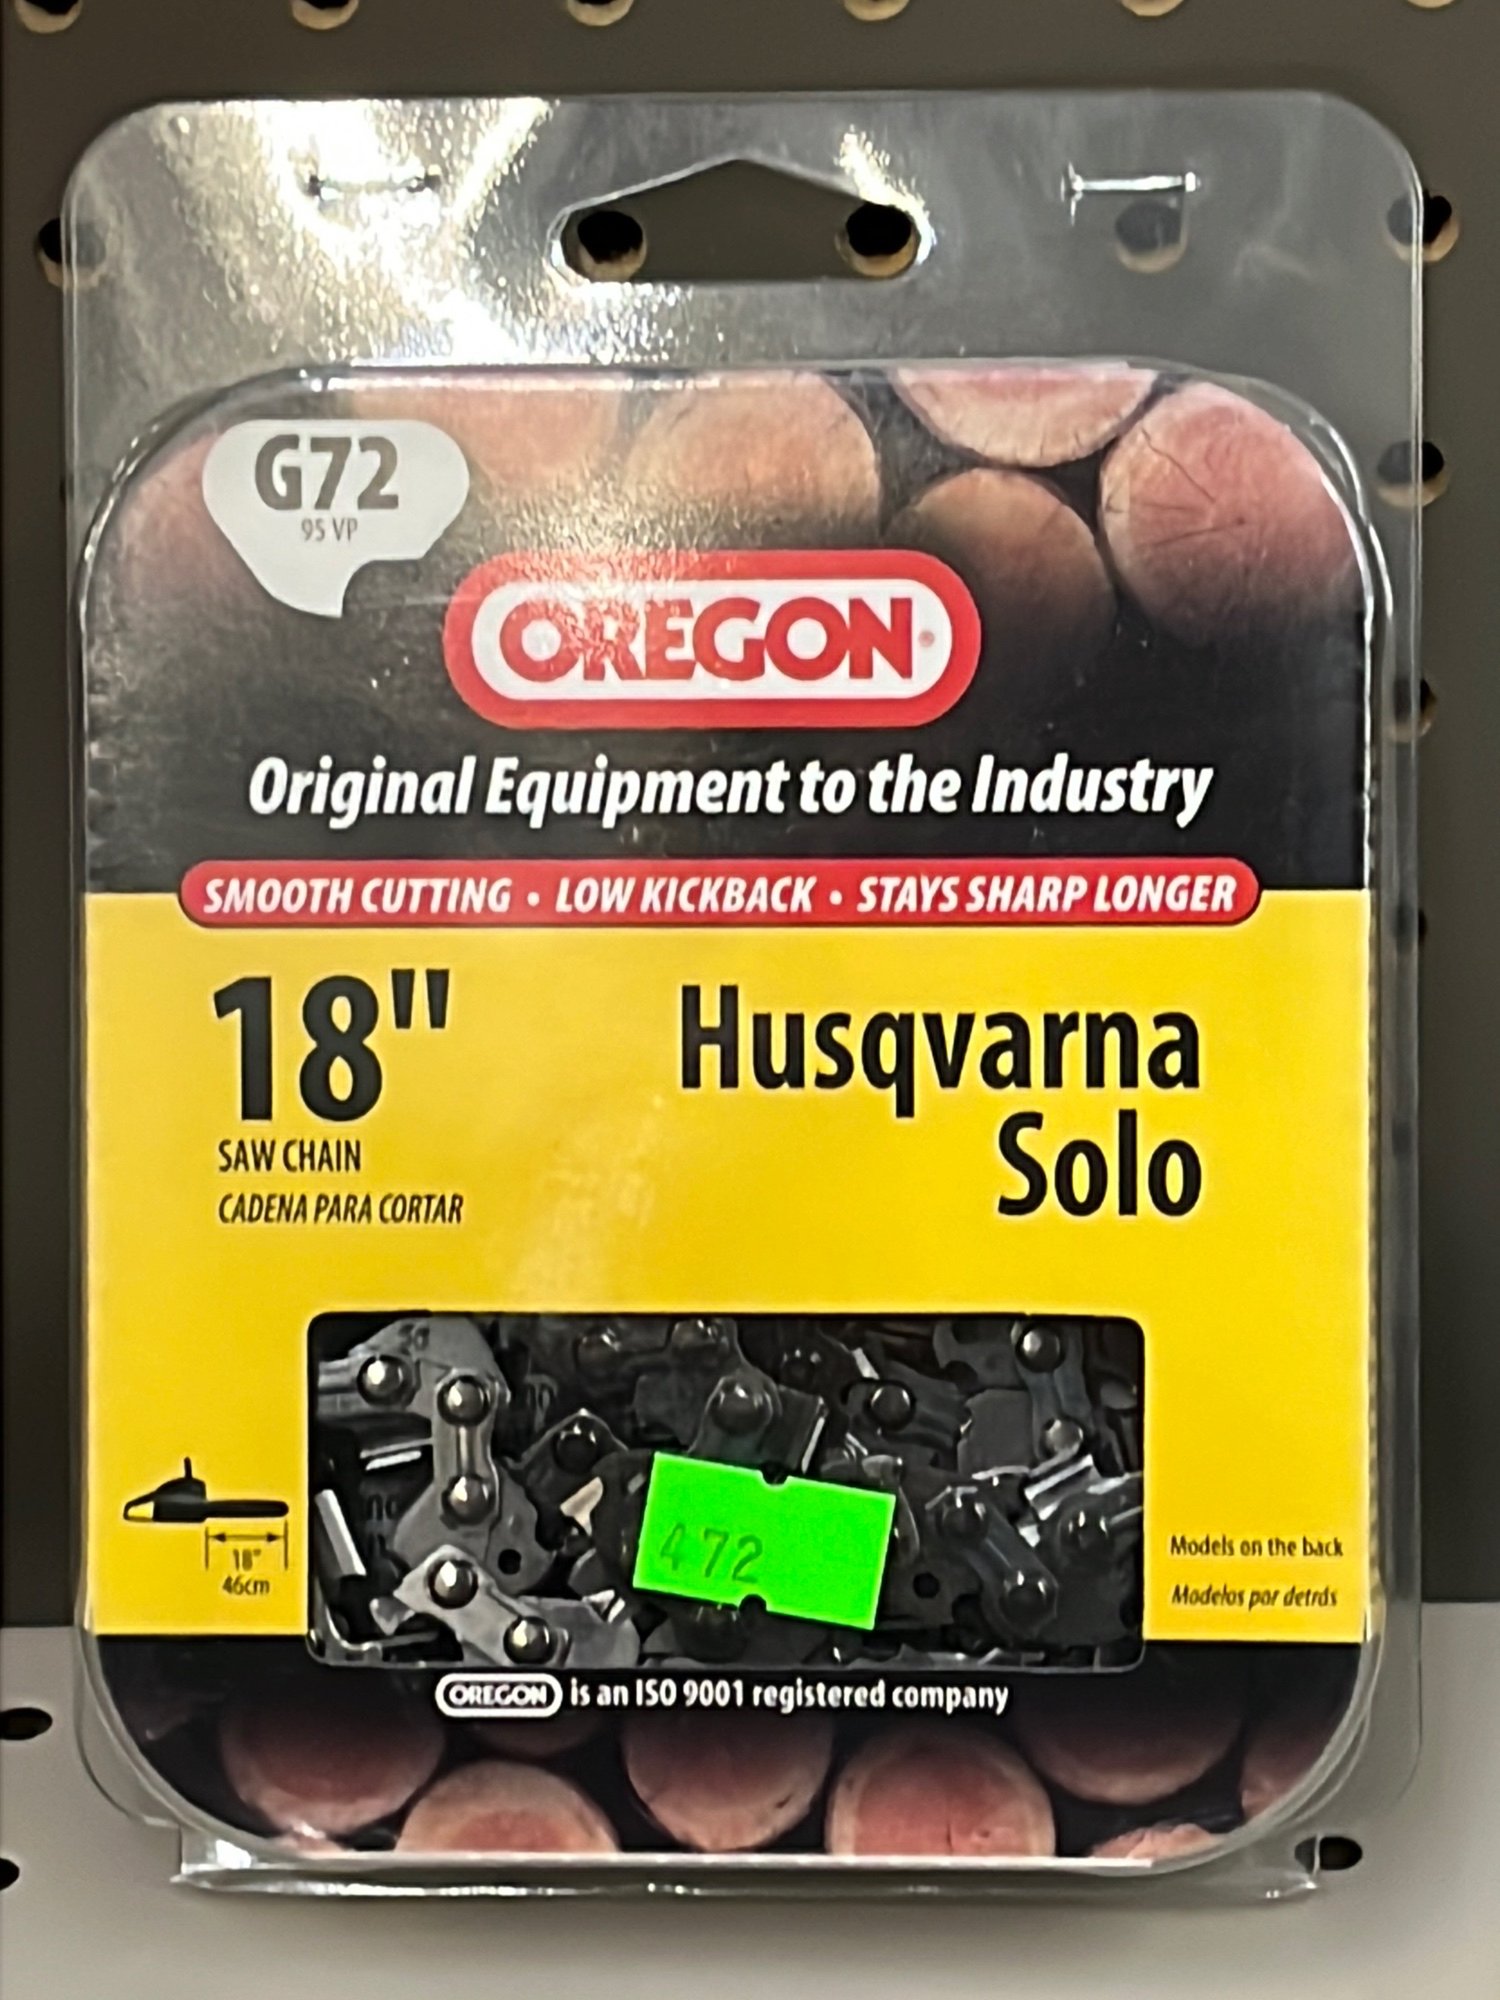 G72
95 VP
OREGON
Original Equipment to the Industry
SMOOTH CUTTING • LOW KICKBACK • STAYS SHARP LONGER
18"
SAW CHAIN
CADENA PARA CORTAR
Husqvarna
Solo
18"
46cm
472
Models on the back
Modelos por detrás
OREGON is an ISO 9001 registered company